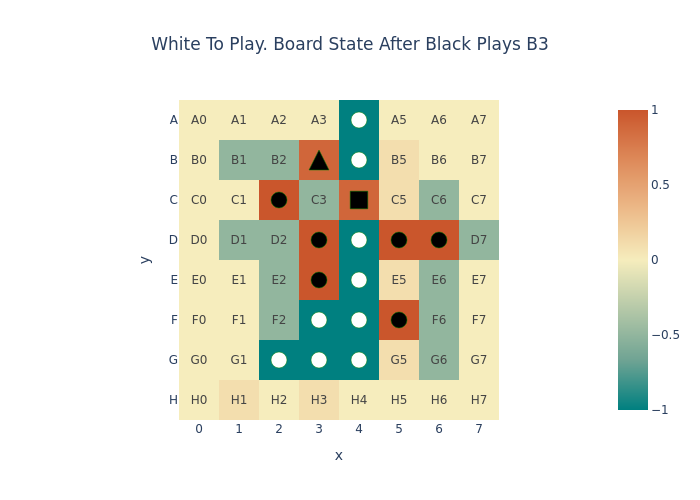 White To Play. Board State After Black Plays B3
A A0 A1 A2 A3 A5 A6 A7
B B0 B1 B2 B5 B6 B7
C C0 C1 C3 C5 C6 C7
D D0 D1 D2 D7
E E0 E1 E2 E5 E6 E7
F F0 F1 F2 F6 F7
G G0 G1 G5 G6 G7
H H0 H1 H2 H3 H4 H5 H6 H7
0 1 2 3 4 5 6 7
x
y
1
0.5
0
−0.5
−1